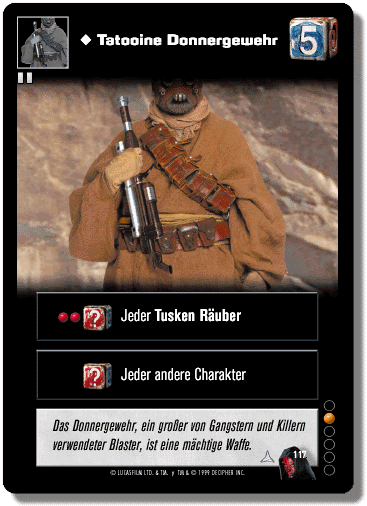 ◆ Tatooine Donnergewehr
5
? Jeder Tusken Räuber
? Jeder andere Charakter
Das Donnergewehr, ein großer von Gangstern und Killern
verwendeter Blaster, ist eine mächtige Waffe.
117
© LUCASFILM LTD. & TM. y TM & © 1999 DECIPHER INC.